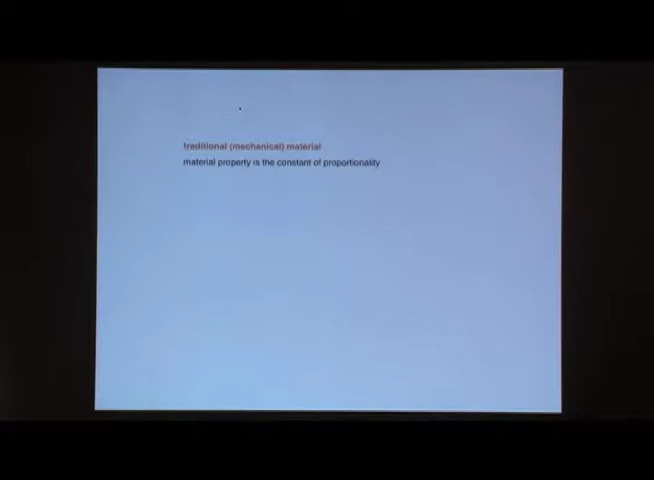 traditional (mechanical) material
material property is the constant of proportionality